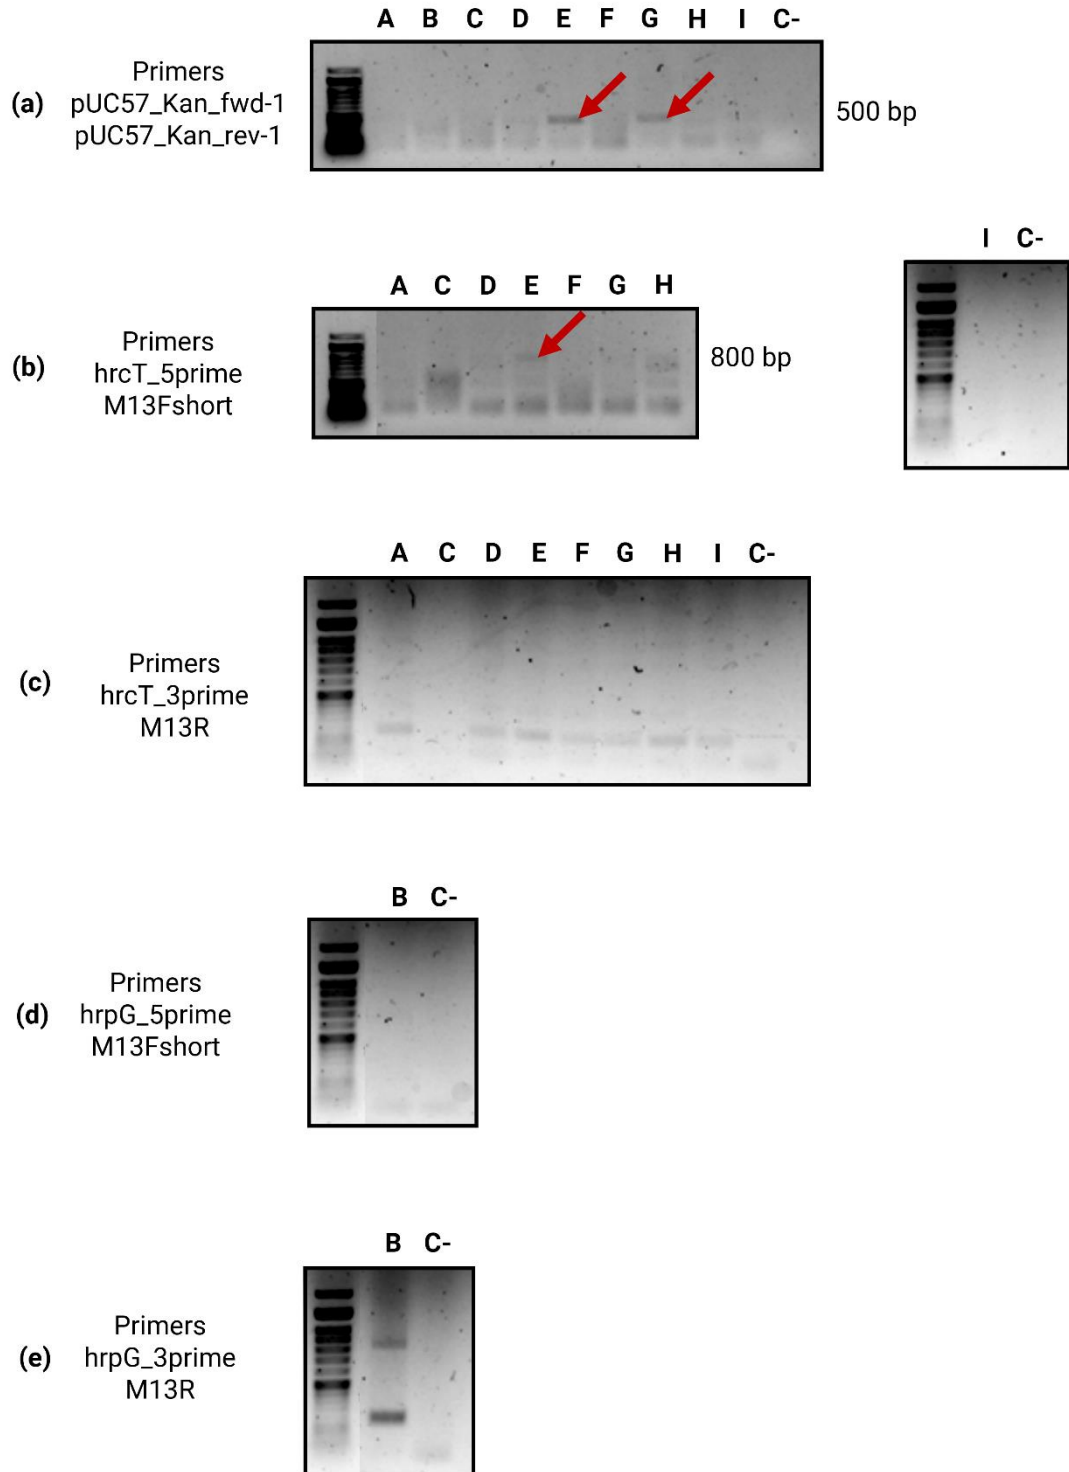 A B C D E F G H I C-
(a)
Primers
pUC57_Kan_fwd-1
pUC57_Kan_rev-1
500 bp
I C-
A C D E F G H
(b)
Primers
hrcT_5prime
M13Fshort
800 bp
A C D E F G H I C-
(c)
Primers
hrcT_3prime
M13R
B C-
(d)
Primers
hrpG_5prime
M13Fshort
B C-
(e)
Primers
hrpG_3prime
M13R